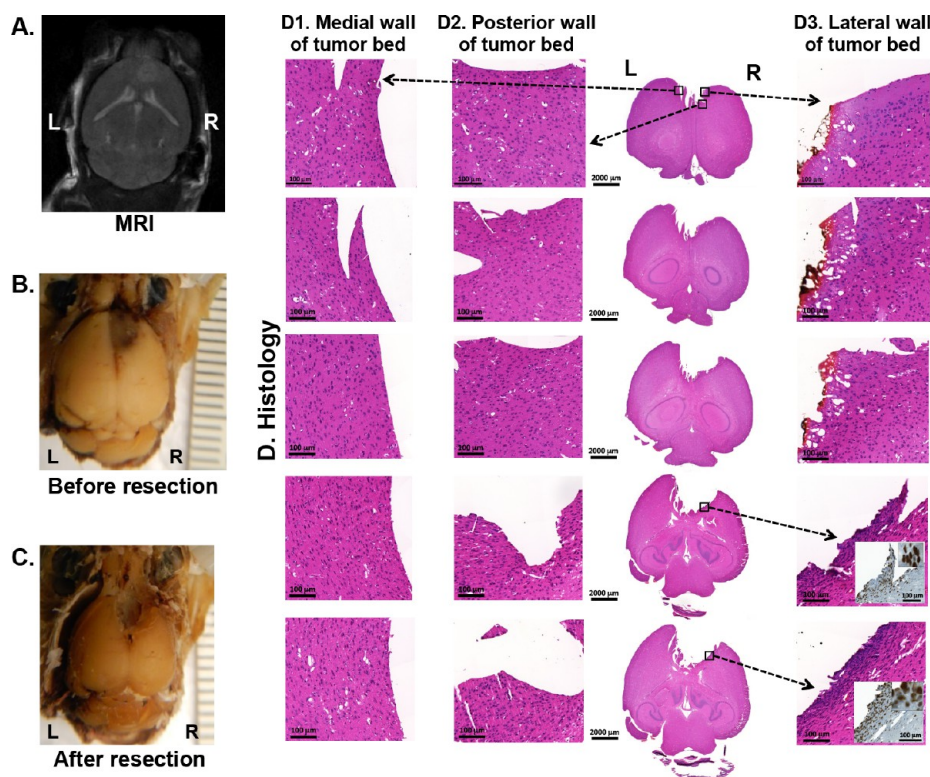 A.
L
R
MRI
B.
L
R
Before resection
C.
L
R
After resection
D. Histology
D1. Medial wall
of tumor bed
D2. Posterior wall
of tumor bed
L
R
D3. Lateral wall
of tumor bed
100 µm
100 µm
2000 µm
100 µm
100 µm
100 µm
2000 µm
100 µm
100 µm
100 µm
2000 µm
100 µm
100 µm
100 µm
2000 µm
100 µm
100 µm
100 µm
100 µm
2000 µm
100 µm
100 µm